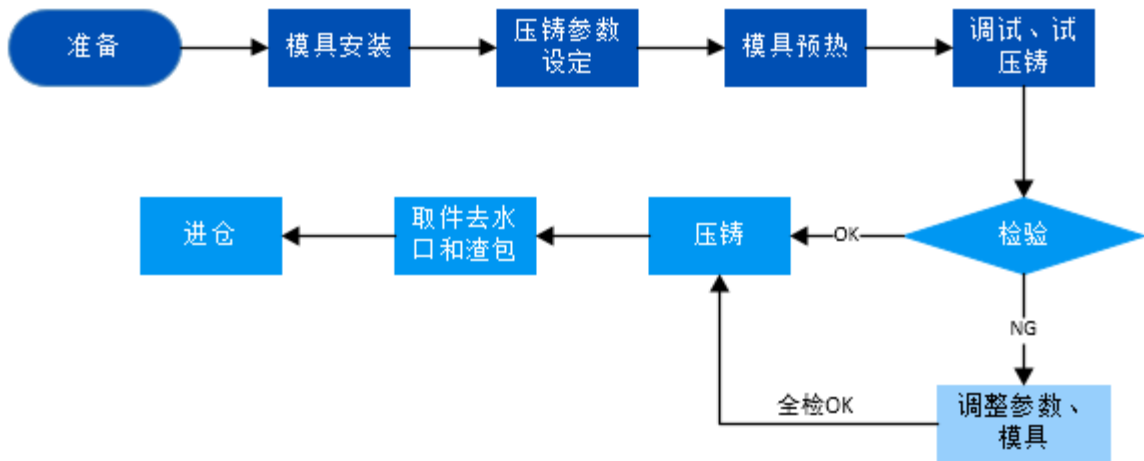 准备
模具安装
压铸参数
设定
模具预热
调试、试
压铸
进仓
取件去水
口和渣包
压铸
OK
检验
NG
全检OK
调整参数、
模具